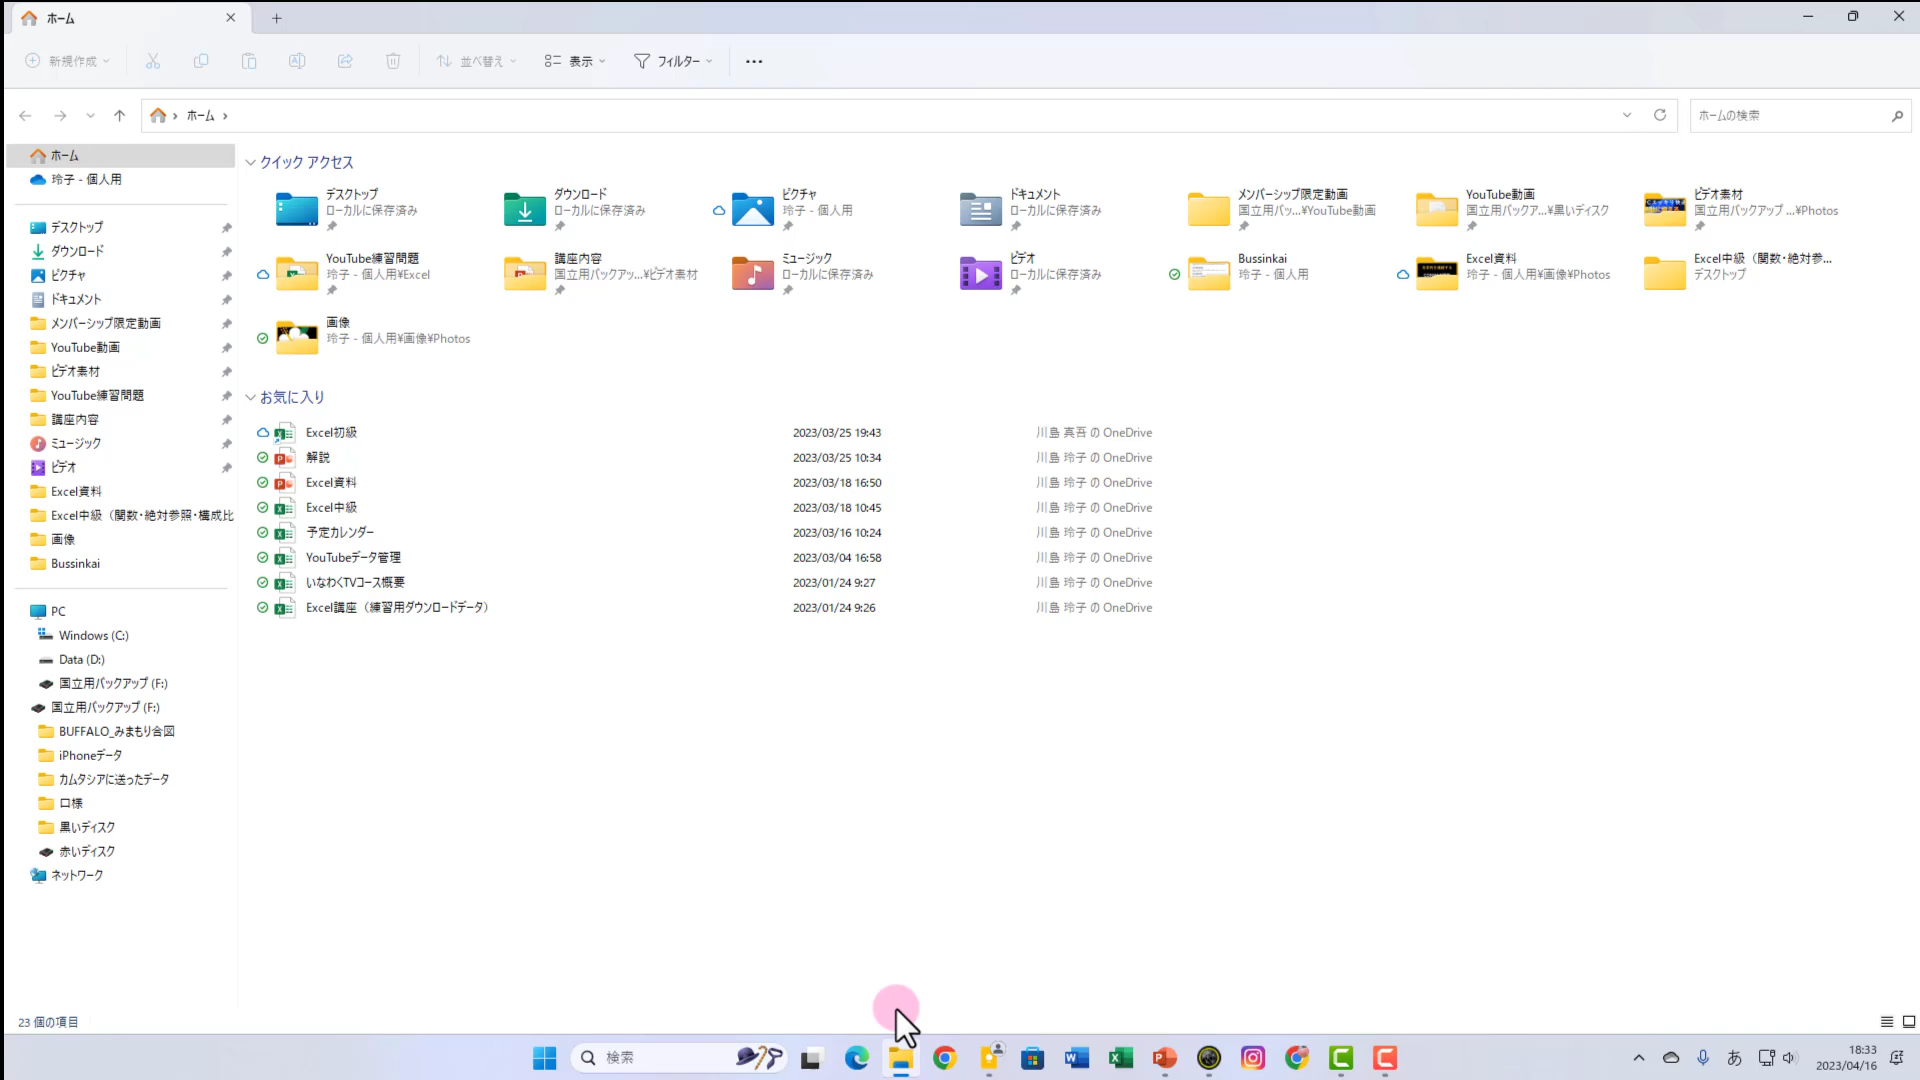 ホーム
新規作成
並べ替え
表示
フィルター
ホーム
ホームの検索
ホーム
玲子 - 個人用
デスクトップ
ダウンロード
ピクチャ
ドキュメント
メンバーシップ限定動画
YouTube動画
ビデオ素材
YouTube練習問題
講座内容
ミュージック
ビデオ
Excel資料
Excel中級（関数・絶対参照・構成比
画像
Bussinkai
PC
Windows (C:)
Data (D:)
国立用バックアップ (F:)
国立用バックアップ (F:)
BUFFALO_みまもり合図
iPhoneデータ
カムタシアに送ったデータ
口様
黒いディスク
赤いディスク
ネットワーク
クイック アクセス
デスクトップ
ローカルに保存済み
ダウンロード
ローカルに保存済み
ピクチャ
玲子 - 個人用
ドキュメント
ローカルに保存済み
メンバーシップ限定動画
国立用バッ...¥YouTube動画
YouTube動画
国立用バックア...¥黒いディスク
ビデオ素材
国立用バックアップ ...¥Photos
YouTube練習問題
玲子 - 個人用¥Excel
講座内容
国立用バックアッ...¥ビデオ素材
ミュージック
ローカルに保存済み
ビデオ
ローカルに保存済み
Bussinkai
玲子 - 個人用
Excel資料
玲子 - 個人用¥画像¥Photos
Excel中級（関数・絶対参...
デスクトップ
画像
玲子 - 個人用¥画像¥Photos
お気に入り
Excel初級 2023/03/25 19:43 川島 真吾 の OneDrive
解説 2023/03/25 10:34 川島 玲子 の OneDrive
Excel資料 2023/03/18 16:50 川島 玲子 の OneDrive
Excel中級 2023/03/18 10:45 川島 玲子 の OneDrive
予定カレンダー 2023/03/16 10:24 川島 玲子 の OneDrive
YouTubeデータ管理 2023/03/04 16:58 川島 玲子 の OneDrive
いなわくTVコース概要 2023/01/24 9:27 川島 玲子 の OneDrive
Excel講座（練習用ダウンロードデータ） 2023/01/24 9:26 川島 玲子 の OneDrive
23 個の項目
検索
あ
18:33
2023/04/16